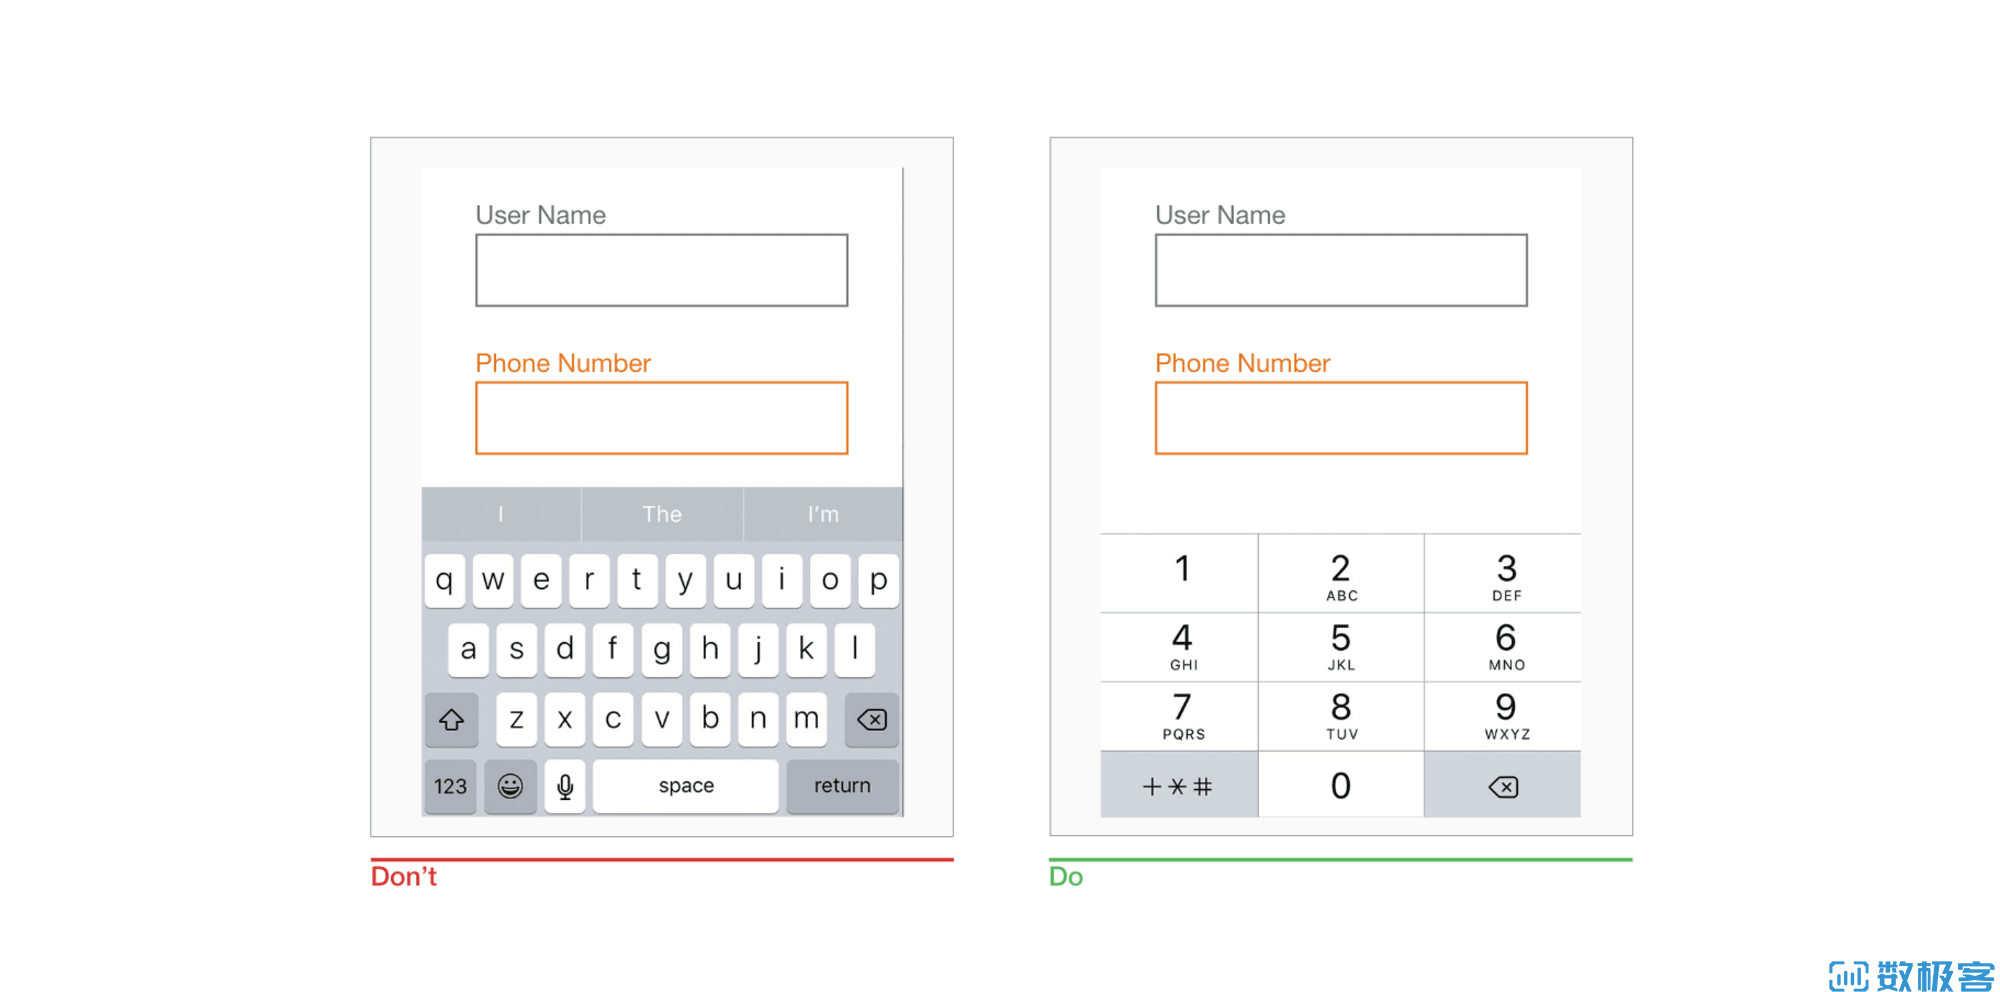 User Name
Phone Number
I The I'm
q w e r t y u i o p
a s d f g h j k l
z x c v b n m
123 space return
Don't
User Name
Phone Number
1 2 3
ABC DEF
4 5 6
GHI JKL MNO
7 8 9
PQRS TUV WXYZ
+*# 0
Do
数极客